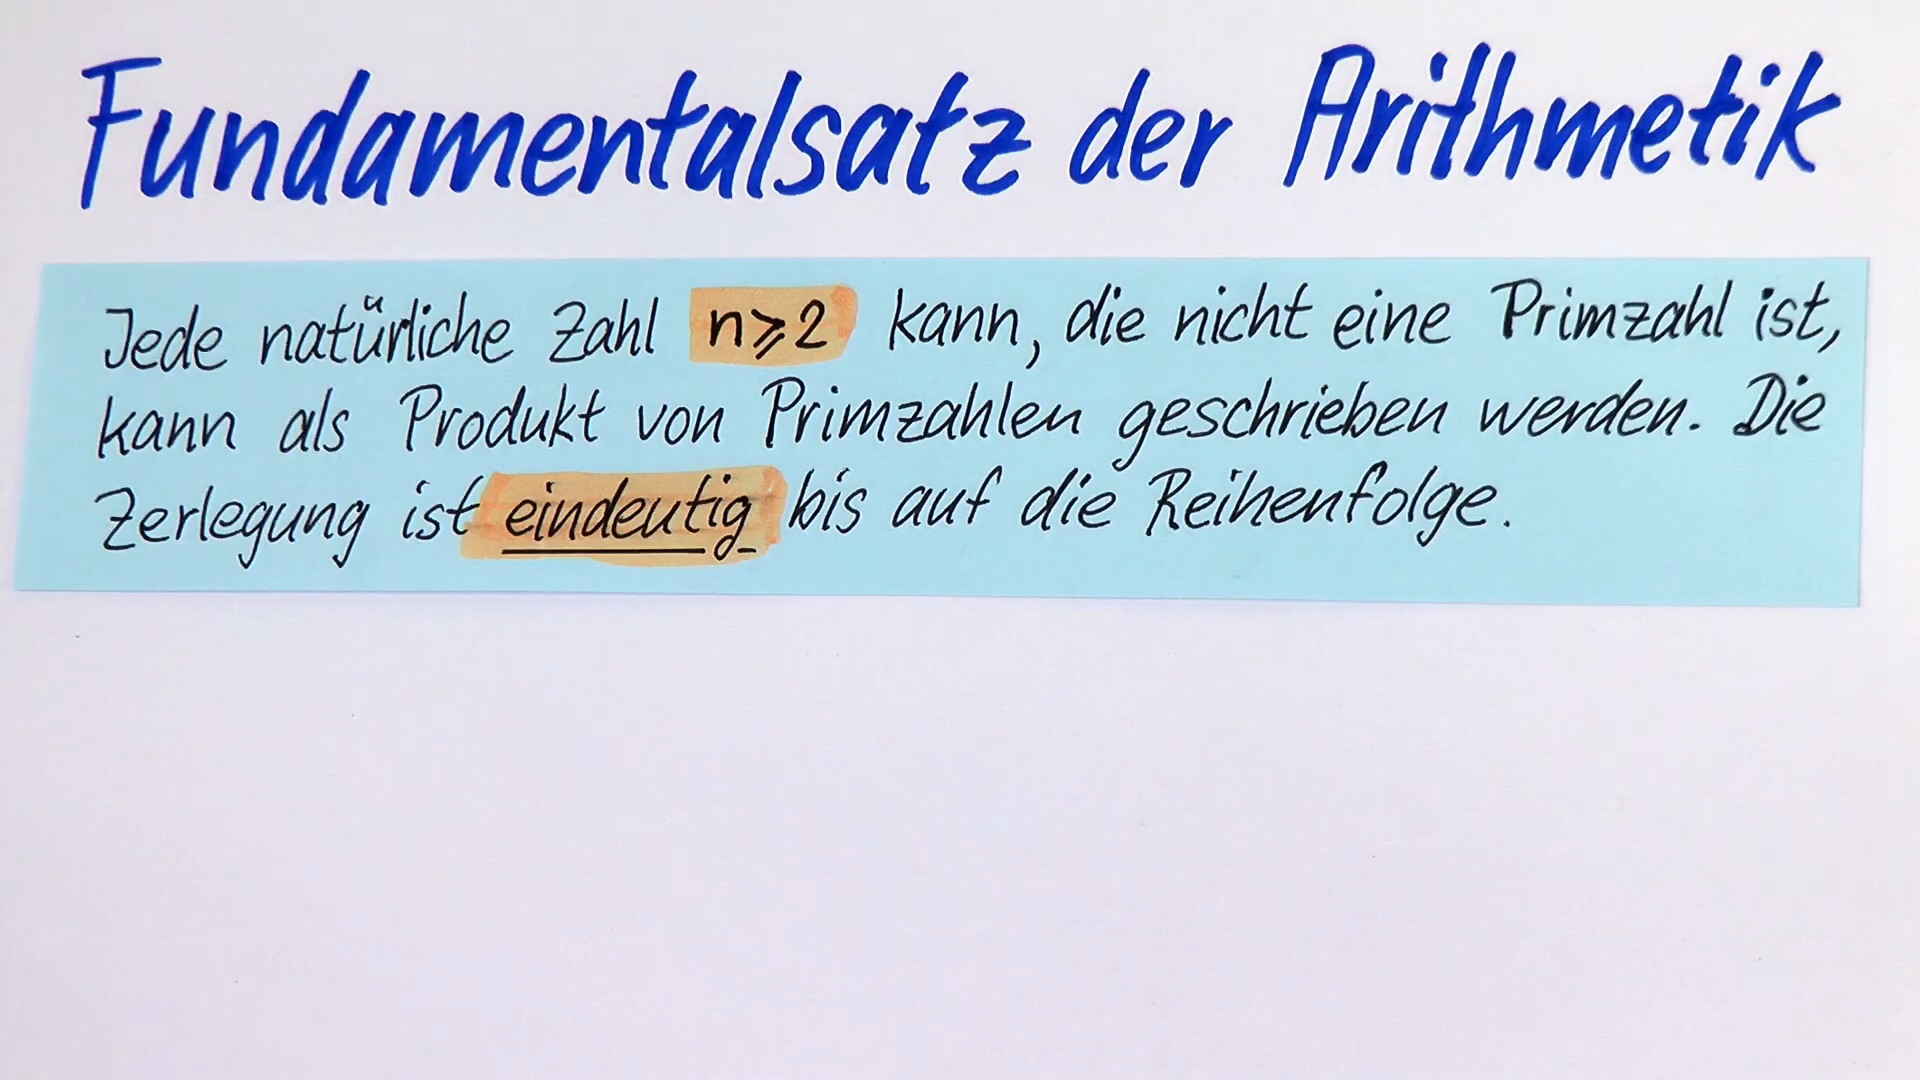 Fundamentalsatz der Arithmetik
Jede natürliche Zahl n⩾2 kann, die nicht eine Primzahl ist,
kann als Produkt von Primzahlen geschrieben werden. Die
Zerlegung ist eindeutig bis auf die Reihenfolge.